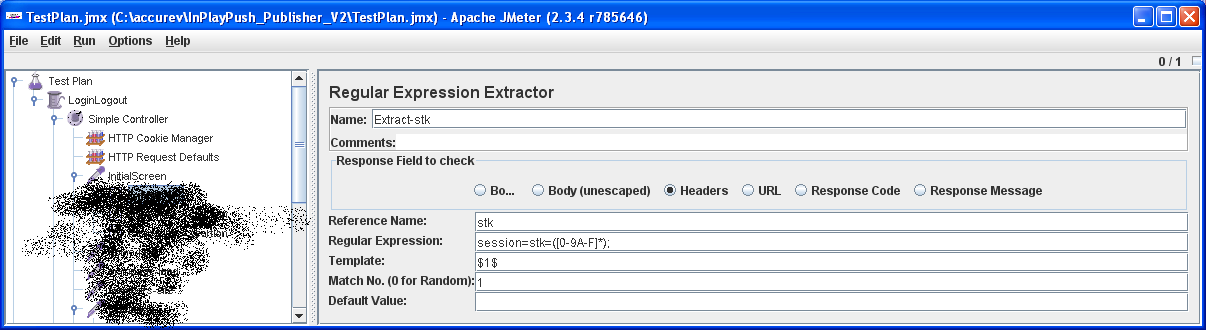 TestPlan.jmx (C:\accurev\InPlayPush_Publisher_V2\TestPlan.jmx) - Apache JMeter (2.3.4 r785646)
File Edit Run Options Help
0 / 1
Test Plan
LoginLogout
Simple Controller
HTTP Cookie Manager
HTTP Request Defaults
InitialScreen
Regular Expression Extractor
Name: Extract-stk
Comments:
Response Field to check
Bo... Body (unescaped) Headers URL Response Code Response Message
Reference Name: stk
Regular Expression: session=stk=([0-9A-F]*);
Template: $1$
Match No. (0 for Random): 1
Default Value: